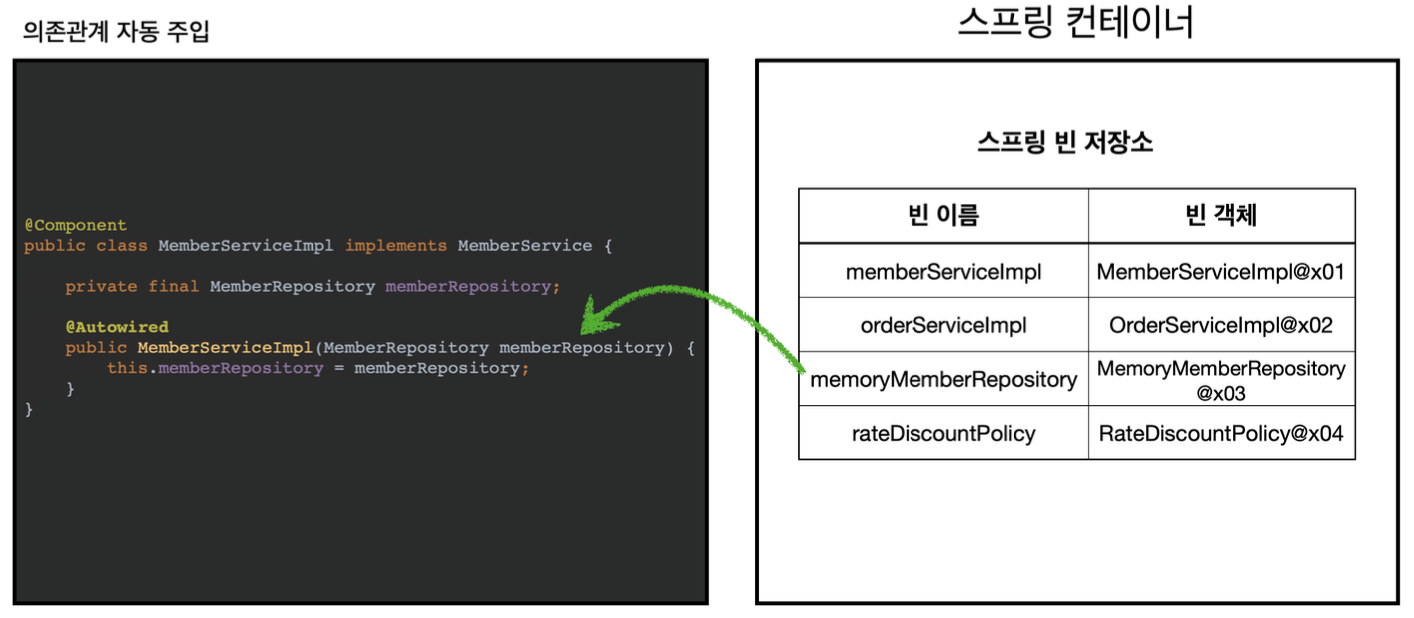 의존관계 자동 주입
@Component
public class MemberServiceImpl implements MemberService {
private final MemberRepository memberRepository;
@Autowired
public MemberServiceImpl(MemberRepository memberRepository) {
this.memberRepository = memberRepository;
}
}
스프링 컨테이너
스프링 빈 저장소
빈 이름 빈 객체
memberServiceImpl MemberServiceImpl@x01
orderServiceImpl OrderServiceImpl@x02
memoryMemberRepository MemoryMemberRepository
@x03
rateDiscountPolicy RateDiscountPolicy@x04